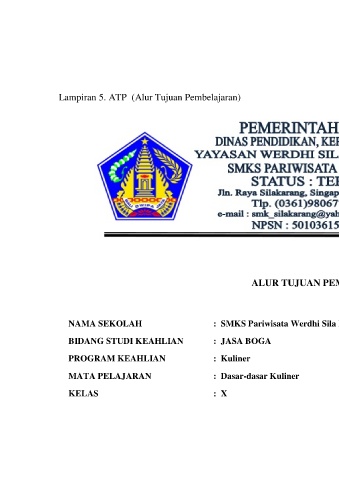 Lampiran 5. ATP (Alur Tujuan Pembelajaran)
PEMERINTAH
DINAS PENDIDIKAN, KE
YAYASAN WERDHI SIL
SMKS PARIWISATA
STATUS : TE
Jln. Raya Silakarang, Singap
Tlp. (0361)98067
e-mail : smk_silakarang@yah
NPSN : 5010361
ALUR TUJUAN PEM
NAMA SEKOLAH : SMKS Pariwisata Werdhi Sila
BIDANG STUDI KEAHLIAN : JASA BOGA
PROGRAM KEAHLIAN : Kuliner
MATA PELAJARAN : Dasar-dasar Kuliner
KELAS : X